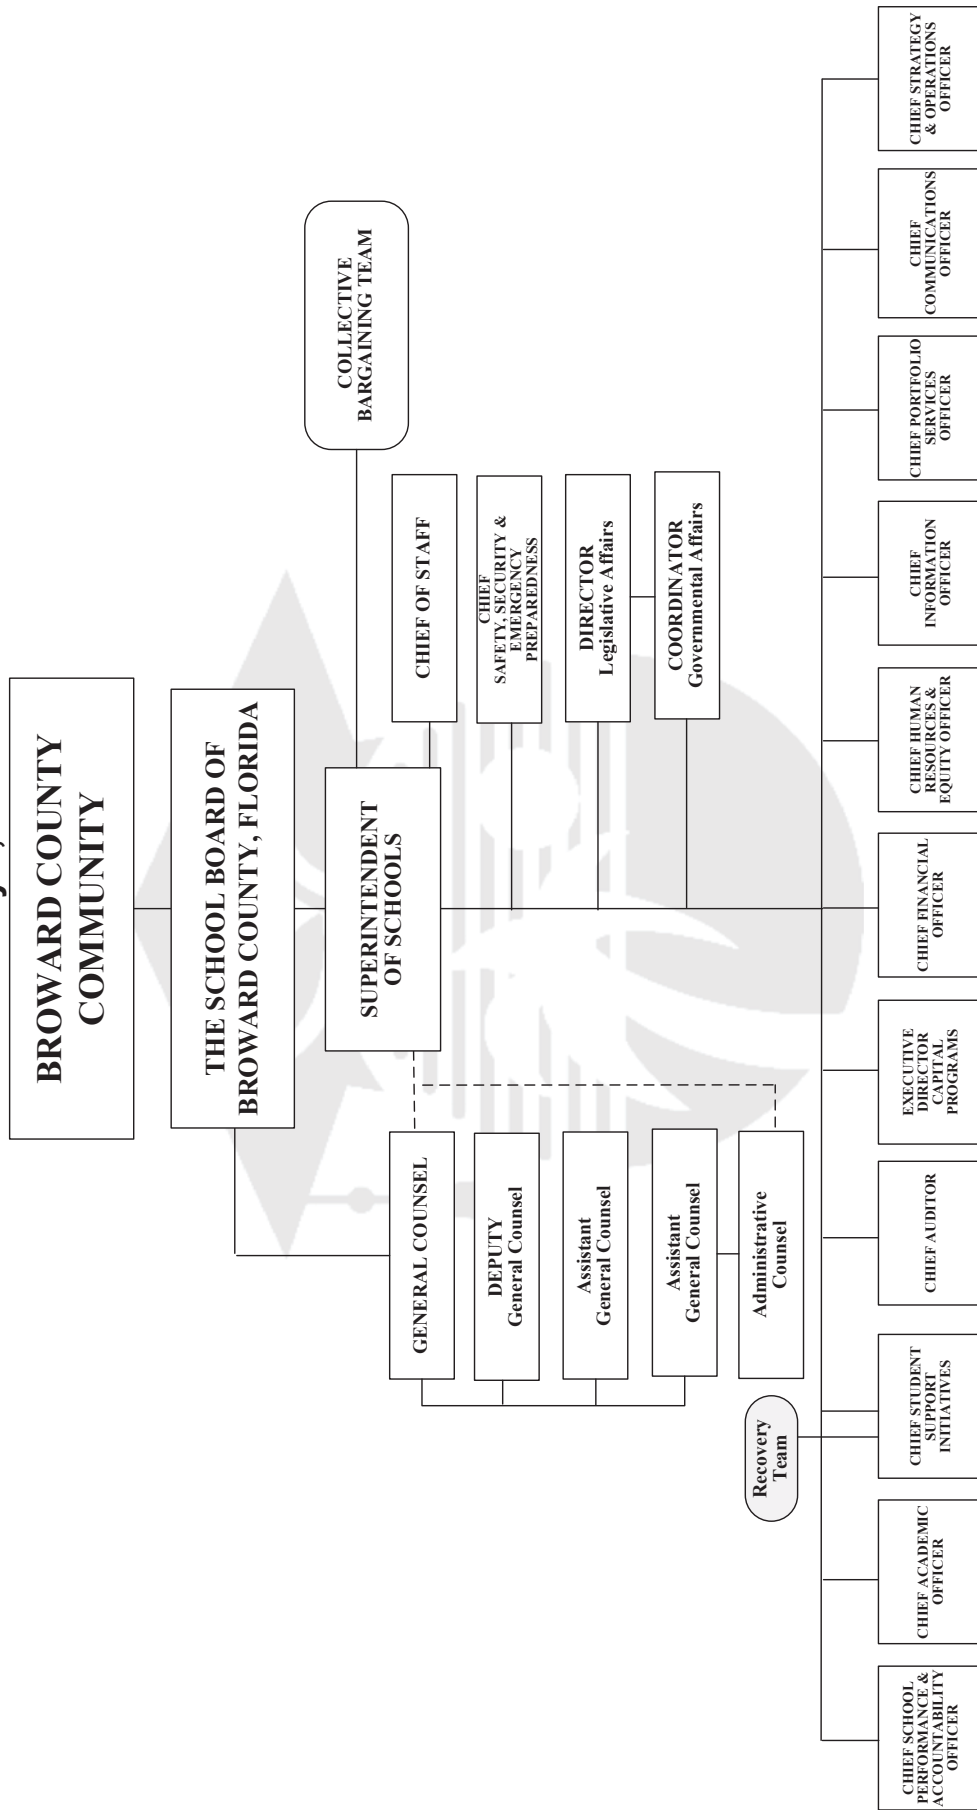 BROWARD COUNTY
COMMUNITY
THE SCHOOL BOARD OF
BROWARD COUNTY, FLORIDA
SUPERINTENDENT
OF SCHOOLS
COLLECTIVE
BARGAINING TEAM
GENERAL COUNSEL
DEPUTY
General Counsel
Assistant
General Counsel
Assistant
General Counsel
Administrative
Counsel
CHIEF OF STAFF
CHIEF
SAFETY, SECURITY &
EMERGENCY
PREPAREDNESS
DIRECTOR
Legislative Affairs
COORDINATOR
Governmental Affairs
Recovery
Team
CHIEF SCHOOL
PERFORMANCE &
ACCOUNTABILITY
OFFICER
CHIEF ACADEMIC
OFFICER
CHIEF STUDENT
SUPPORT
INITIATIVES
CHIEF AUDITOR
EXECUTIVE
DIRECTOR
CAPITAL
PROGRAMS
CHIEF FINANCIAL
OFFICER
CHIEF HUMAN
RESOURCES &
EQUITY OFFICER
CHIEF
INFORMATION
OFFICER
CHIEF PORTFOLIO
SERVICES
OFFICER
CHIEF
COMMUNICATIONS
OFFICER
CHIEF STRATEGY
& OPERATIONS
OFFICER